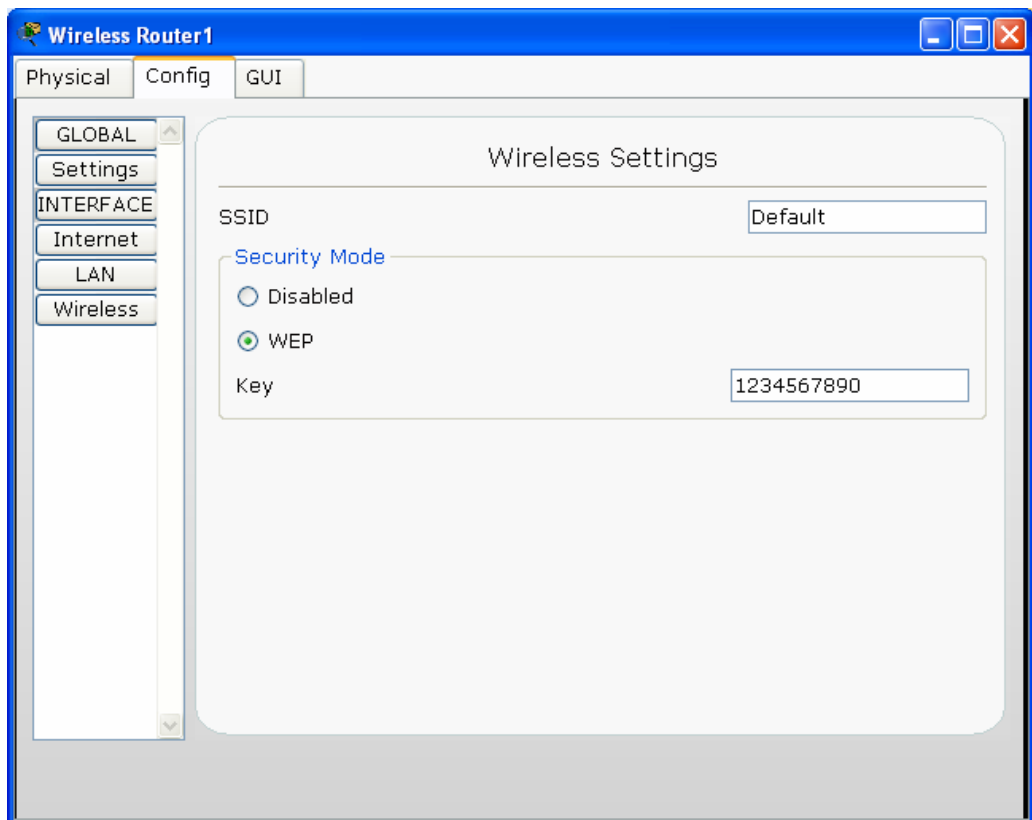 Wireless Router1
Physical Config GUI
GLOBAL
Settings
INTERFACE
Internet
LAN
Wireless
Wireless Settings
SSID Default
Security Mode
Disabled
WEP
Key 1234567890